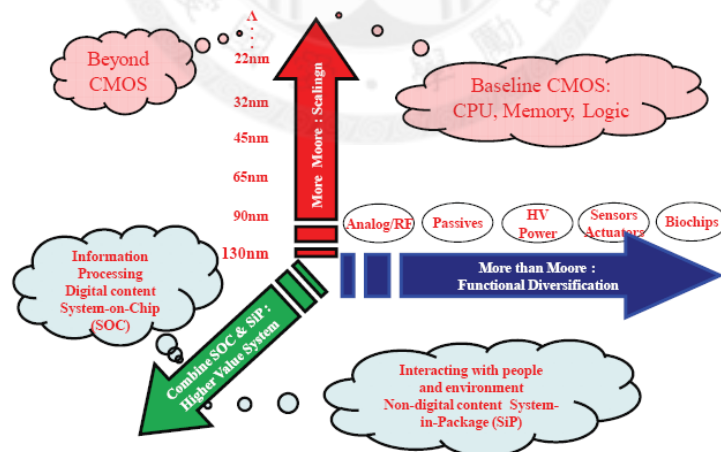 Λ
Beyond
CMOS
22nm
32nm
45nm
65nm
90nm
130nm
More Moore : Scalingn
Baseline CMOS:
CPU, Memory, Logic
Analog/RF
Passives
HV
Power
Sensors
Actuators
Biochips
More than Moore :
Functional Diversification
Information
Processing
Digital content
System-on-Chip
(SOC)
Combine SOC & SiP:
Higher Value System
Interacting with people
and environment
Non-digital content System-
in-Package (SiP)